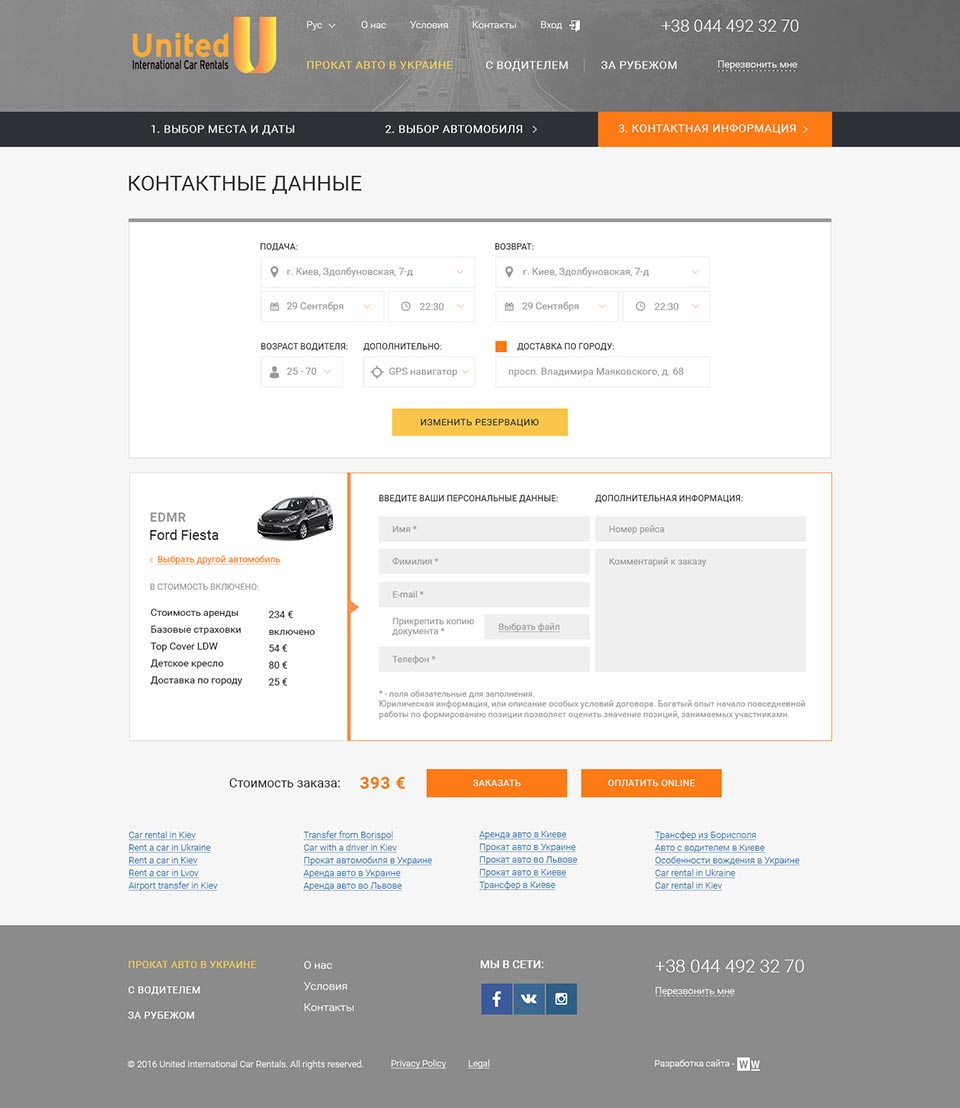 United U
International Car Rentals
Рус О нас Условия Контакты Вход +38 044 492 32 70
ПРОКАТ АВТО В УКРАИНЕ С ВОДИТЕЛЕМ ЗА РУБЕЖОМ Перезвонить мне
1. ВЫБОР МЕСТА И ДАТЫ 2. ВЫБОР АВТОМОБИЛЯ 3. КОНТАКТНАЯ ИНФОРМАЦИЯ
КОНТАКТНЫЕ ДАННЫЕ
ПОДАЧА: ВОЗВРАТ:
г. Киев, Здолбуновская, 7-д г. Киев, Здолбуновская, 7-д
29 Сентября 22:30 29 Сентября 22:30
ВОЗРАСТ ВОДИТЕЛЯ: ДОПОЛНИТЕЛЬНО: ДОСТАВКА ПО ГОРОДУ:
25 - 70 GPS навигатор просп. Владимира Маяковского, д. 68
ИЗМЕНИТЬ РЕЗЕРВАЦИЮ
EDMR
Ford Fiesta
Выбрать другой автомобиль
В СТОИМОСТЬ ВКЛЮЧЕНО:
Стоимость аренды 234 €
Базовые страховки включено
Top Cover LDW 54 €
Детское кресло 80 €
Доставка по городу 25 €
ВВЕДИТЕ ВАШИ ПЕРСОНАЛЬНЫЕ ДАННЫЕ: ДОПОЛНИТЕЛЬНАЯ ИНФОРМАЦИЯ:
Имя * Номер рейса
Фамилия * Комментарий к заказу
E-mail *
Прикрепить копию
документа * Выбрать файл
Телефон *
* - поля обязательные для заполнения.
Юридическая информация, или описание особых условий договора. Богатый опыт начало повседневной
работы по формированию позиции позволяет оценить значение позиций, занимаемых участниками.
Стоимость заказа: 393 € ЗАКАЗАТЬ ОПЛАТИТЬ ONLINE
Car rental in Kiev Transfer from Borispol Аренда авто в Киеве Трансфер из Борисполя
Rent a car in Ukraine Car with a driver in Kiev Прокат авто в Украине Авто с водителем в Киеве
Rent a car in Kiev Прокат автомобиля в Украине Прокат авто во Львове Особенности вождения в Украине
Rent a car in Lvov Аренда авто в Украине Прокат авто в Киеве Car rental in Ukraine
Airport transfer in Kiev Аренда авто во Львове Трансфер в Киеве Car rental in Kiev
ПРОКАТ АВТО В УКРАИНЕ О нас МЫ В СЕТИ: +38 044 492 32 70
С ВОДИТЕЛЕМ Условия Перезвонить мне
ЗА РУБЕЖОМ Контакты
© 2016 United International Car Rentals. All rights reserved. Privacy Policy Legal Разработка сайта - WW